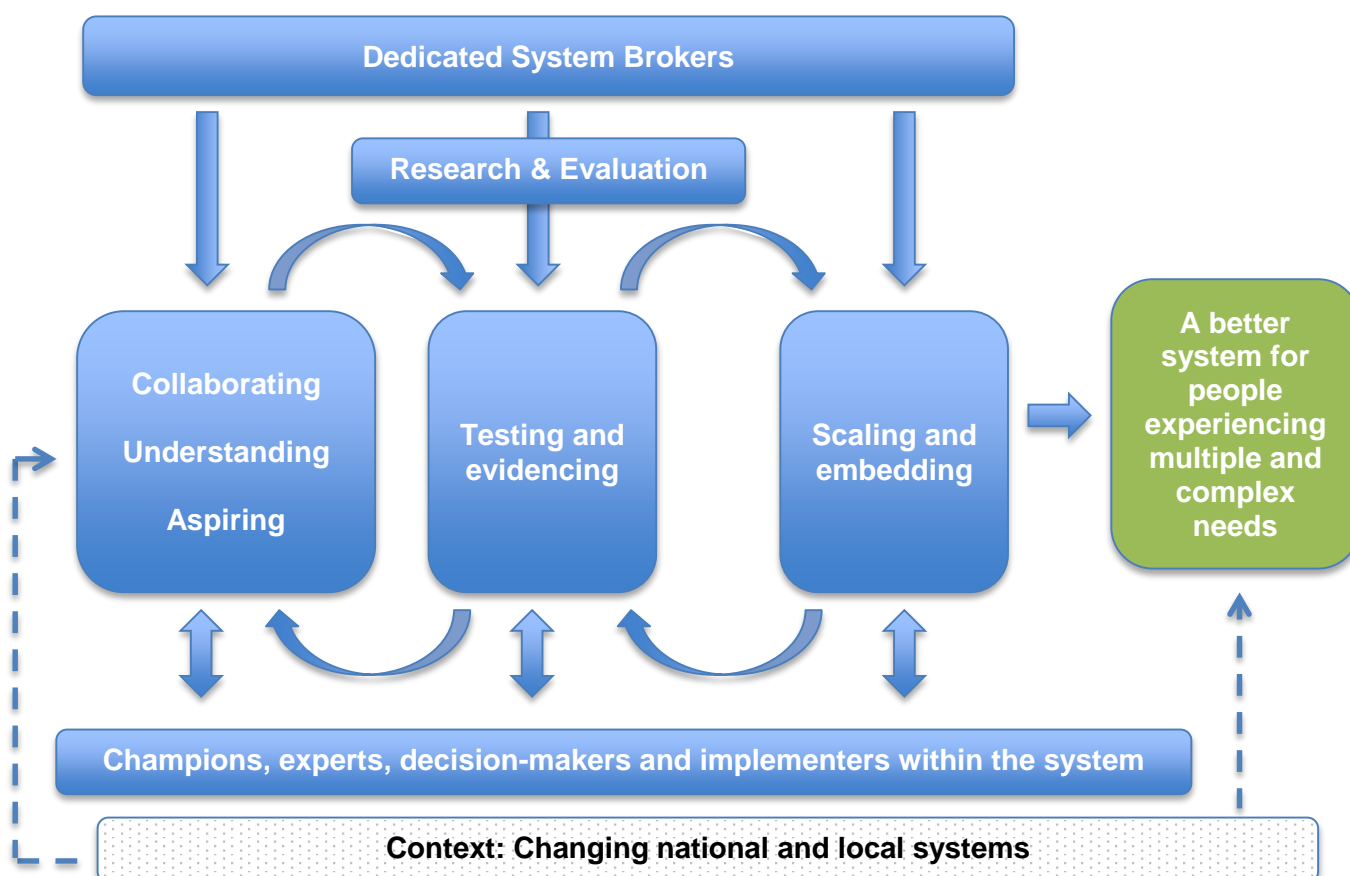 Dedicated System Brokers
Research & Evaluation
Collaborating
Understanding
Aspiring
Testing and
evidencing
Scaling and
embedding
A better
system for
people
experiencing
multiple and
complex
needs
Champions, experts, decision-makers and implementers within the system
Context: Changing national and local systems